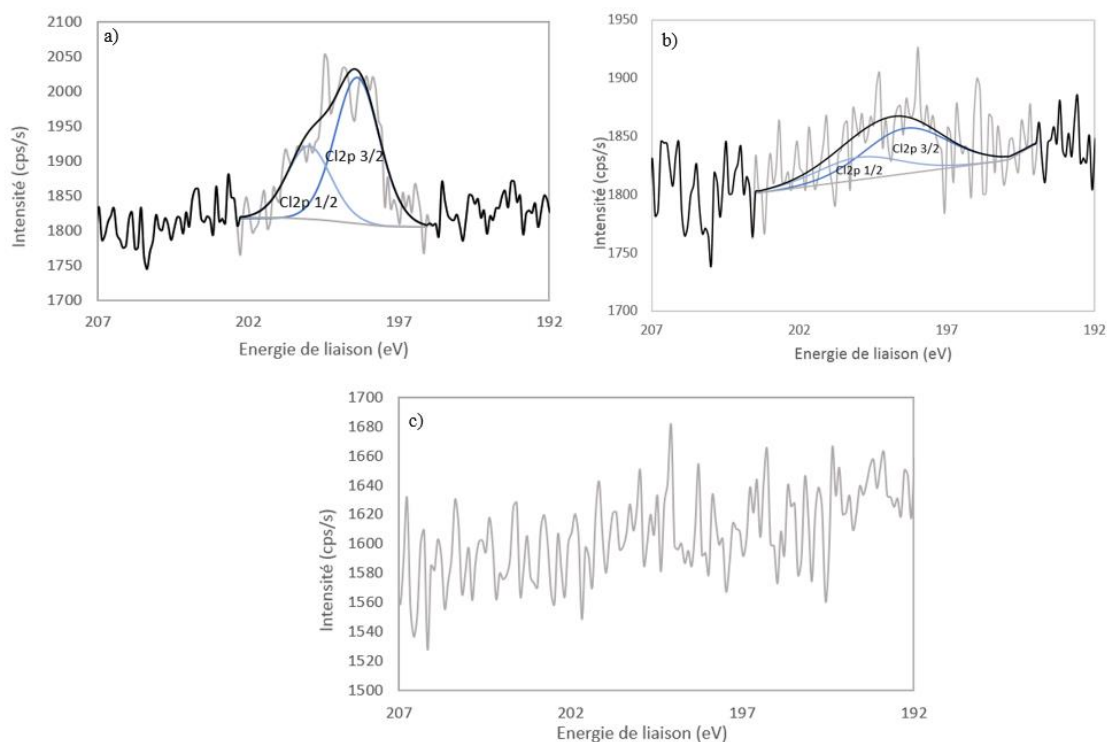 a)
2100
2050
2000
1950
1900
1850
1800
1750
1700
Intensité (cps/s)
Cl2p 3/2
Cl2p 1/2
207
202
197
192
Energie de liaison (eV)
b)
1950
1900
1850
1800
1750
1700
Intensité (cps/s)
Cl2p 3/2
Cl2p 1/2
207
202
197
192
Energie de liaison (eV)
c)
1700
1680
1660
1640
1620
1600
1580
1560
1540
1520
1500
Intensité (cps/s)
207
202
197
192
Energie de liaison (eV)